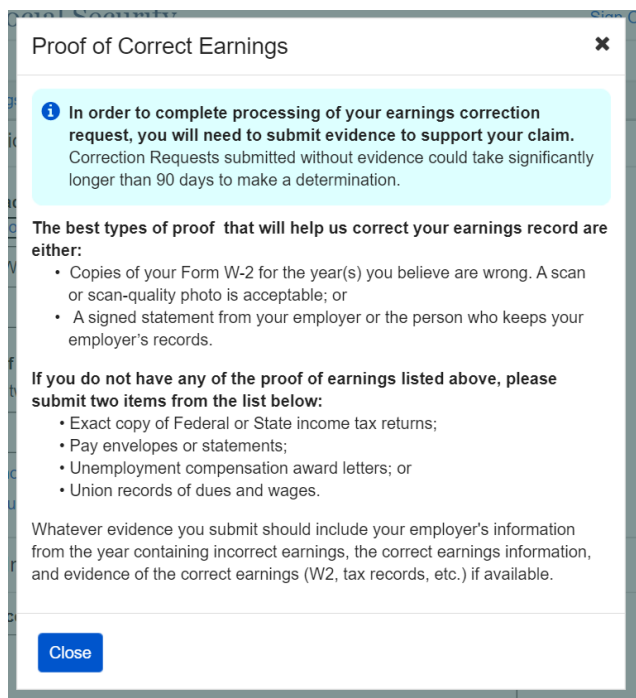 Proof of Correct Earnings
In order to complete processing of your earnings correction
request, you will need to submit evidence to support your claim.
Correction Requests submitted without evidence could take significantly
longer than 90 days to make a determination.
The best types of proof that will help us correct your earnings record are
either:
• Copies of your Form W-2 for the year(s) you believe are wrong. A scan
or scan-quality photo is acceptable; or
• A signed statement from your employer or the person who keeps your
employer's records.
If you do not have any of the proof of earnings listed above, please
submit two items from the list below:
• Exact copy of Federal or State income tax returns;
• Pay envelopes or statements;
• Unemployment compensation award letters; or
• Union records of dues and wages.
Whatever evidence you submit should include your employer's information
from the year containing incorrect earnings, the correct earnings information,
and evidence of the correct earnings (W2, tax records, etc.) if available.
Close